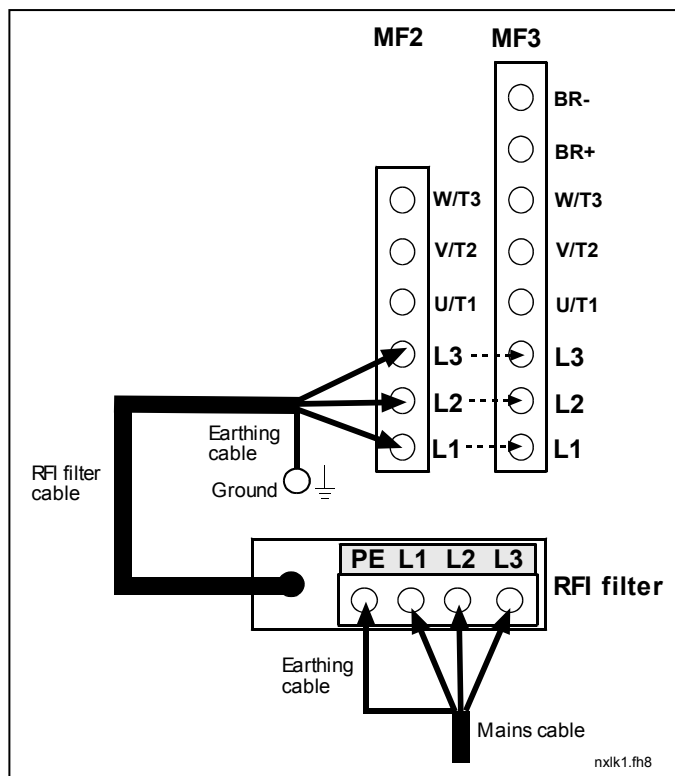 MF2 MF3
BR-
BR+
W/T3 W/T3
V/T2 V/T2
U/T1 U/T1
L3 L3
L2 L2
L1 L1
Earthing
cable
Ground
RFI filter
cable
PE L1 L2 L3
RFI filter
Earthing
cable
Mains cable
nxlk1.fh8